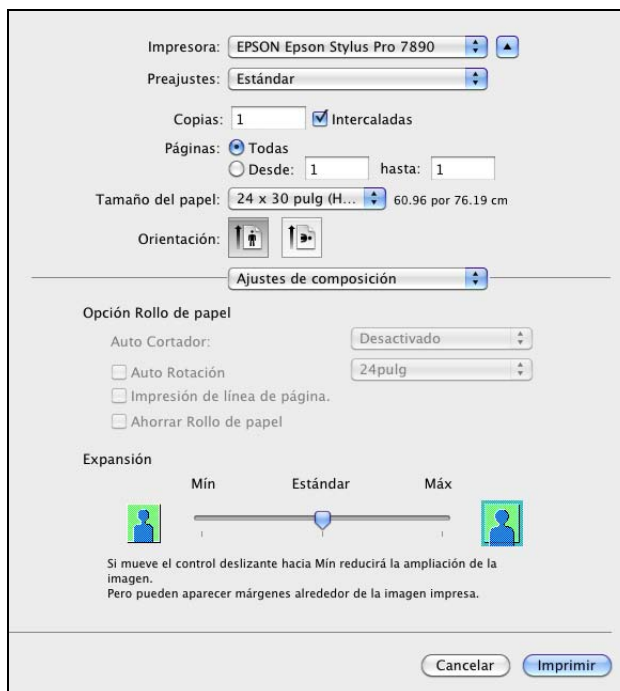 Impresora: EPSON Epson Stylus Pro 7890
Preajustes: Estándar
Copias: 1 Intercaladas
Páginas: Todas
Desde: 1 hasta: 1
Tamaño del papel: 24 x 30 pulg (H... 60.96 por 76.19 cm
Orientación:
Ajustes de composición
Opción Rollo de papel
Auto Cortador: Desactivado
Auto Rotación 24pulg
Impresión de línea de página.
Ahorrar Rollo de papel
Expansión
Mín Estándar Máx
Si mueve el control deslizante hacia Mín reducirá la ampliación de la
imagen.
Pero pueden aparecer márgenes alrededor de la imagen impresa.
Cancelar Imprimir